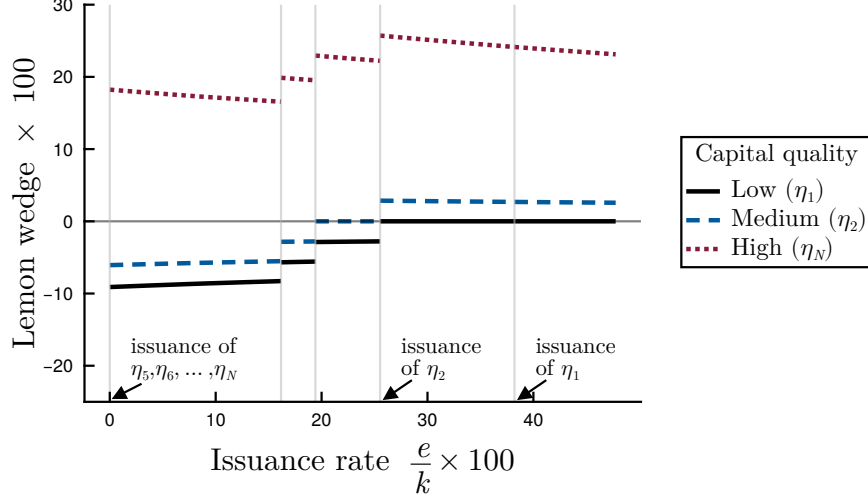 30
20
10
0
−10
−20
Lemon wedge × 100
issuance of
η5,η6, ... ,ηN
issuance
of η2
issuance
of η1
0
10
20
30
40
Issuance rate e/k × 100
Capital quality
Low (η1)
Medium (η2)
High (ηN)